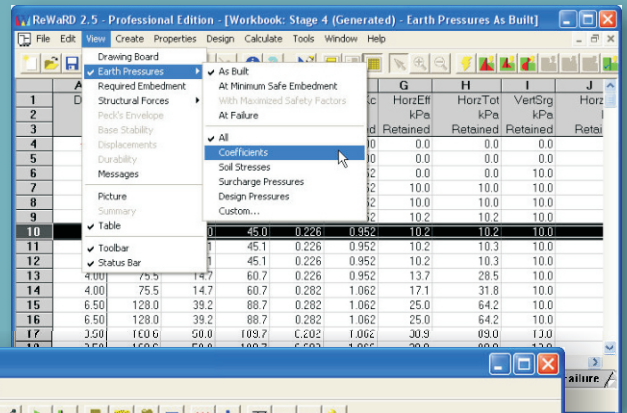 ReWaRD 2.5 - Professional Edition - [Workbook: Stage 4 (Generated) - Earth Pressures As Built]
File Edit View Create Properties Design Calculate Tools Window Help
Drawing Board
Earth Pressures
Required Embedment
Structural Forces
Peck's Envelope
Base Stability
Displacements
Durability
Messages
Picture
Summary
Table
Toolbar
Status Bar
As Built
At Minimum Safe Embedment
With Maximized Safety Factors
At Failure
All
Coefficients
Soil Stresses
Surcharge Pressures
Design Pressures
Custom...
A G H I J
1 D Kc HorzEff HorzTot VertSrg Horz
2 kPa kPa kPa
3 Retained Retained Retained Retai
4 0.0 0.0 0.0
5 0.0 0.0 0.0
6 0.0 0.0 10.0
7 10.0 10.0 10.0
8 10.0 10.0 10.0
9 10.2 10.2 10.0
10 45.0 0.226 0.952 10.2 10.2 10.0
11 45.1 0.226 0.952 10.2 10.3 10.0
12 45.1 0.226 0.952 10.2 10.3 10.0
13 4.00 75.5 14.7 60.7 0.226 0.952 13.7 28.5 10.0
14 4.00 75.5 14.7 60.7 0.282 1.062 17.1 31.8 10.0
15 6.50 128.0 39.2 88.7 0.282 1.062 25.0 64.2 10.0
16 6.50 128.0 39.2 88.7 0.282 1.062 25.0 64.2 10.0
17
ailure